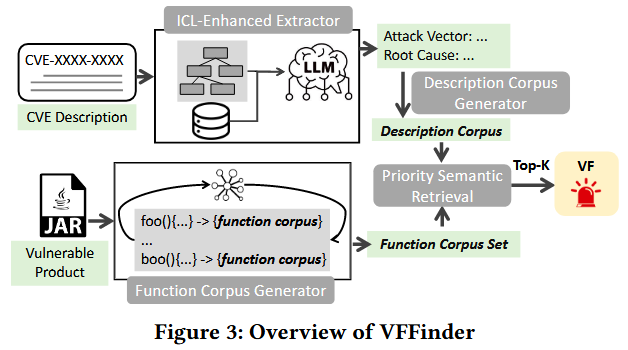 ICL-Enhanced Extractor
CVE-XXXX-XXXX
CVE Description
LLM
Attack Vector: ...
Root Cause: ...
Description Corpus
Generator
Description Corpus
Priority Semantic
Retrieval
Top-K
VF
JAR
Vulnerable
Product
foo(){...} -> {function corpus}
...
boo(){...} -> {function corpus}
Function Corpus Generator
Function Corpus Set
Figure 3: Overview of VFFinder